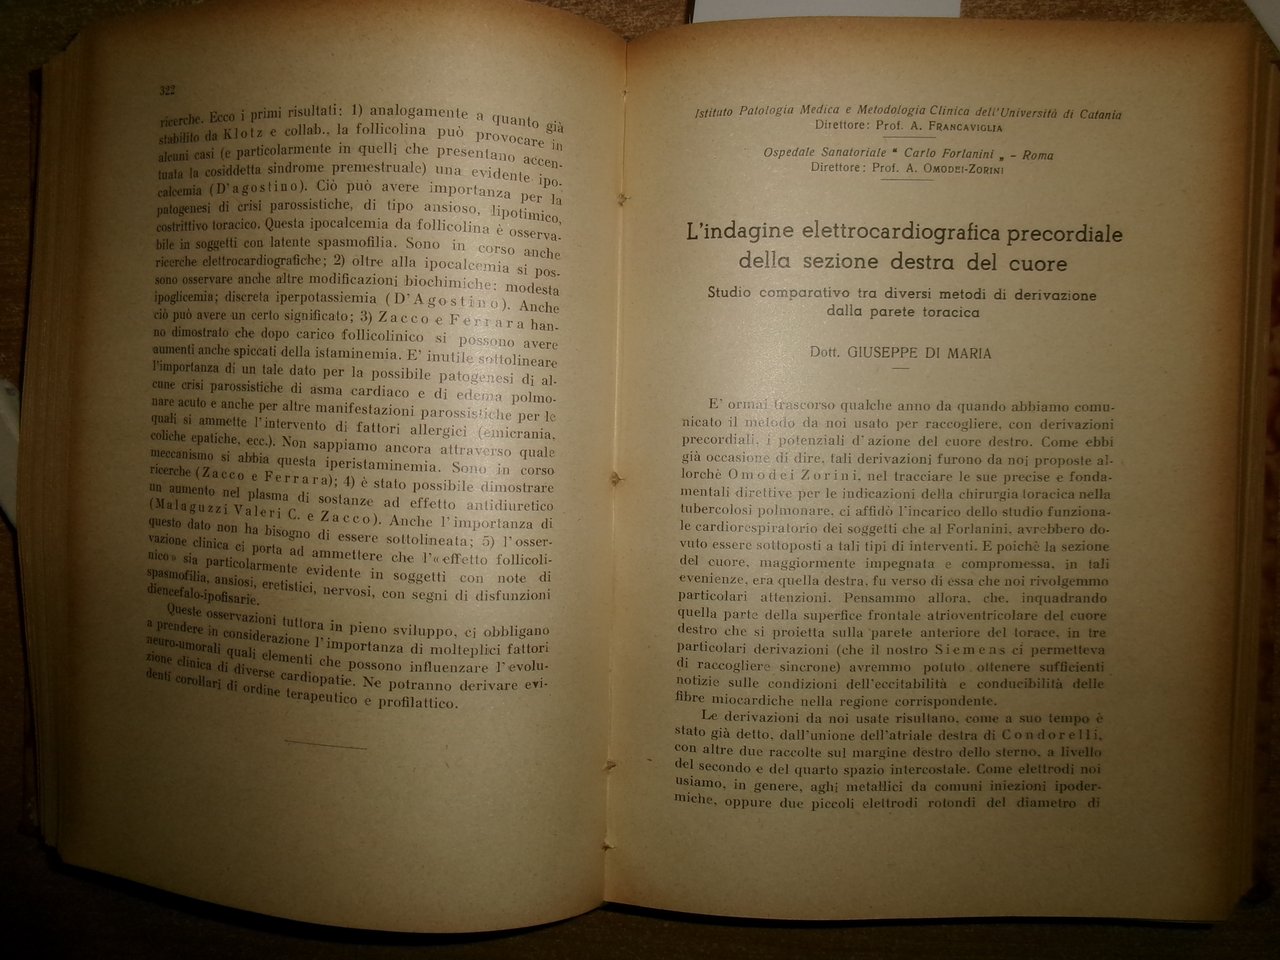 322
ricerche. Ecco i primi risultati: 1) analogamente a quanto già
stabilito da Klotz e collab., la follicolina può provocare in
alcuni casi (e particolarmente in quelli che presentano accen-
tuata la cosiddetta sindrome premestruale) una evidente ipo-
calcemia (D'agostino). Ciò può avere importanza per la
patogenesi di crisi parossistiche, di tipo ansioso, lipotimico,
costrittivo toracico. Questa ipocalcemia da follicolina è osserva-
bile in soggetti con latente spasmofilia. Sono in corso anche
ricerche elettrocardiografiche; 2) oltre alla ipocalcemia si pos-
sono osservare anche altre modificazioni biochimiche: modesta
ipoglicemia; discreta iperpotassiemia (D'Agostino). Anche
ciò può avere un certo significato; 3) Zacco e Ferrara han-
no dimostrato che dopo carico follicolinico si possono avere
aumenti anche spiccati della istaminemia. E' inutile sottolineare
l'importanza di un tale dato per la possibile patogenesi di al-
cune crisi parossistiche di asma cardiaco e di edema polmo-
nare acuto e anche per altre manifestazioni parossistiche per le
quali si ammette l'intervento di fattori allergici (emicrania,
coliche epatiche, ecc.). Non sappiamo ancora attraverso quale
meccanismo si abbia questa iperistaminemia. Sono in corso
ricerche (Zacco e Ferrara); 4) è stato possibile dimostrare
un aumento nel plasma di sostanze ad effetto antidiuretico
(Malaguzzi Valeri C. e Zacco). Anche l'importanza di
questo dato non ha bisogno di essere sottolineata; 5) l'osser-
vazione clinica ci porta ad ammettere che l'«effetto follicoli-
nico» sia particolarmente evidente in soggetti con note di
spasmofilia, ansiosi, eretistici, nervosi, con segni di disfunzioni
diencefalo-ipofisarie.
Queste osservazioni tuttora in pieno sviluppo, ci obbligano
a prendere in considerazione l'importanza di molteplici fattori
neuro-umorali quali elementi che possono influenzare l'evolu-
zione clinica di diverse cardiopatie. Ne potranno derivare evi-
denti corollari di ordine terapeutico e profilattico.
Istituto Patologia Medica e Metodologia Clinica dell'Università di Catania
Direttore: Prof. A. FRANCAVIGLIA
Ospedale Sanatoriale " Carlo Forlanini „ - Roma
Direttore: Prof. A. OMODEI-ZORINI
L'indagine elettrocardiografica precordiale
della sezione destra del cuore
Studio comparativo tra diversi metodi di derivazione
dalla parete toracica
Dott. GIUSEPPE DI MARIA
E' ormai trascorso qualche anno da quando abbiamo comu-
nicato il metodo da noi usato per raccogliere, con derivazioni
precordiali, i potenziali d'azione del cuore destro. Come ebbi
già occasione di dire, tali derivazioni furono da noi proposte al-
lorchè Omodei Zorini, nel tracciare le sue precise e fonda-
mentali direttive per le indicazioni della chirurgia toracica nella
tubercolosi polmonare, ci affidò l'incarico dello studio funziona-
le cardiorespiratorio dei soggetti che al Forlanini, avrebbero do-
vuto essere sottoposti a tali tipi di interventi. E poichè la sezione
del cuore, maggiormente impegnata e compromessa, in tali
evenienze, era quella destra, fu verso di essa che noi rivolgemmo
particolari attenzioni. Pensammo allora, che, inquadrando
quella parte della superfice frontale atrioventricolare del cuore
destro che si proietta sulla parete anteriore del torace, in tre
particolari derivazioni (che il nostro Siemens ci permetteva
di raccogliere sincrone) avremmo potuto ottenere sufficienti
notizie sulle condizioni dell'eccitabilità e conducibilità delle
fibre miocardiche nella regione corrispondente.
Le derivazioni da noi usate risultano, come a suo tempo è
stato già detto, dall'unione dell'atriale destra di Condorelli,
con altre due raccolte sul margine destro dello sterno, a livello
del secondo e del quarto spazio intercostale. Come elettrodi noi
usiamo, in genere, aghi metallici da comuni iniezioni ipoder-
miche, oppure due piccoli elettrodi rotondi del diametro di